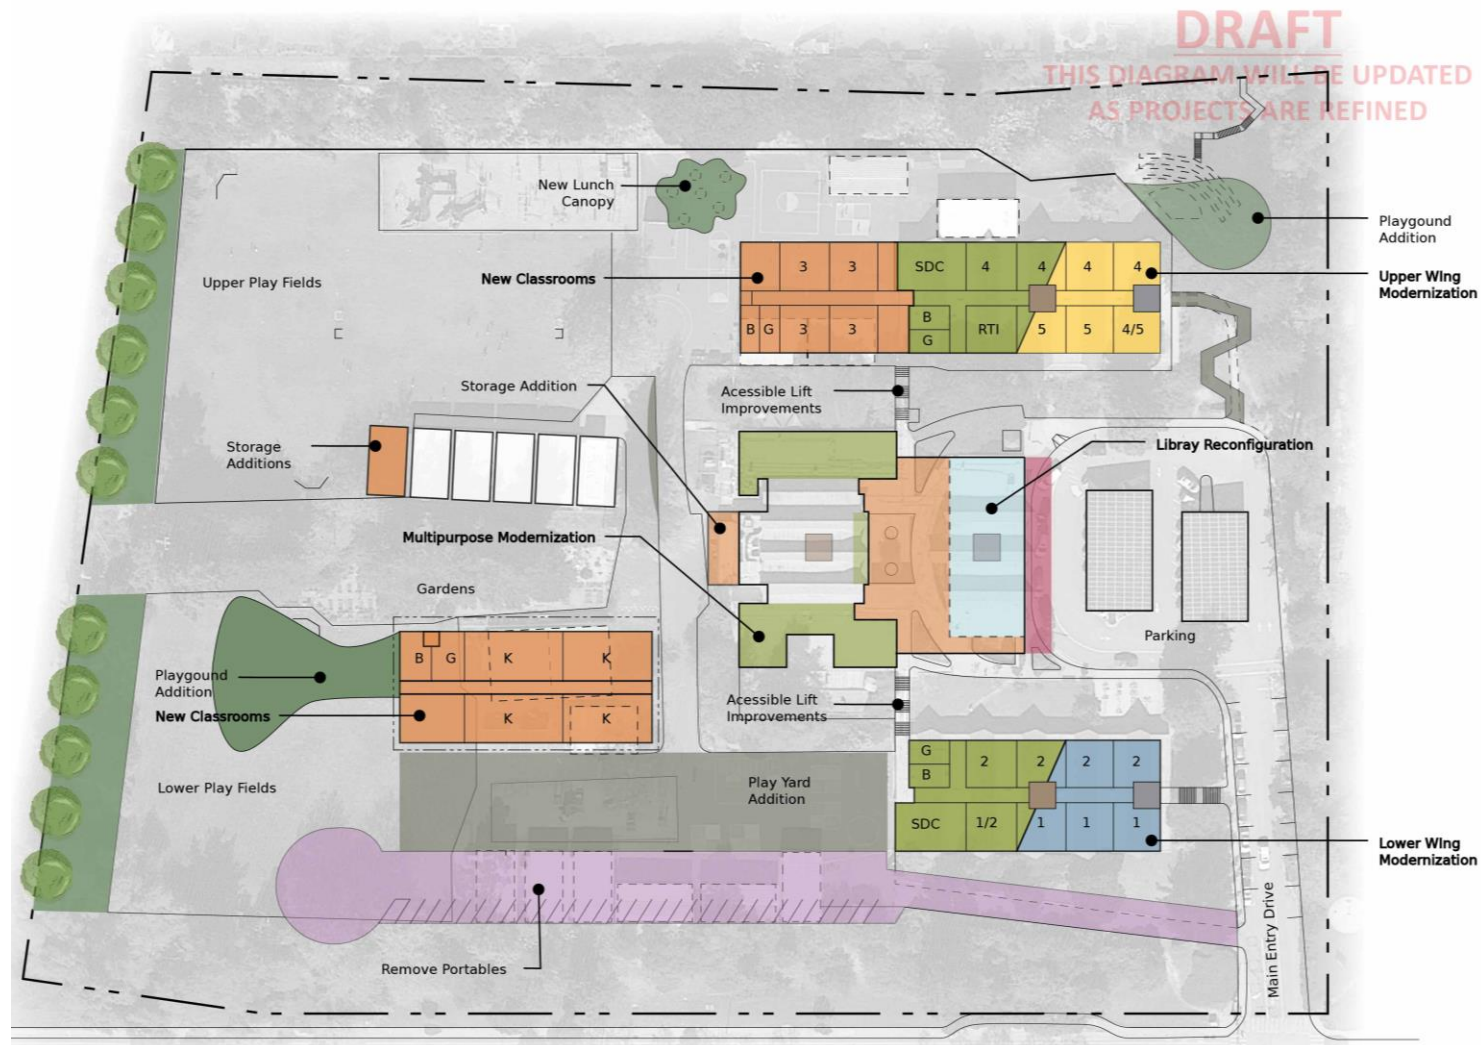 DRAFT
THIS DIAGRAM WILL BE UPDATED
AS PROJECTS ARE REFINED
New Lunch
Canopy
Playgound
Addition
Upper Play Fields
New Classrooms
3 3 SDC 4 4 4 4
Upper WIng
Modernization
B G 3 3 B G RTI 5 5 4/5
Storage Addition
Acessible Lift
Improvements
Storage
Additions
Libray Reconfiguration
Multipurpose Modernization
Gardens
Parking
B G K K
Playgound
Addition
New Classrooms
K K
Acessible Lift
Improvements
G
B
2 2 2 2
Lower Play Fields
Play Yard
Addition
SDC 1/2 1 1 1
Lower WIng
Modernization
Main Entry Drive
Remove Portables